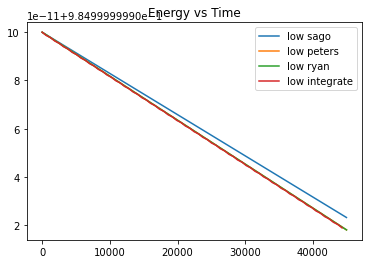 1e−11+9.8499999990e−1
Energy vs Time
10
8
6
4
2
low sago
low peters
low ryan
low integrate
0
10000
20000
30000
40000